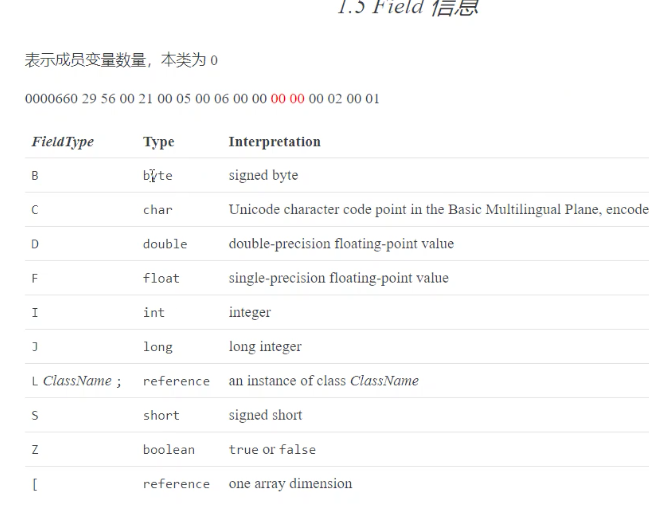 1.5 Field 信息
表示成员变量数量，本类为 0
0000660 29 56 00 21 00 05 00 06 00 00 00 00 00 02 00 01
FieldType Type Interpretation
B byte signed byte
C char Unicode character code point in the Basic Multilingual Plane, encode
D double double-precision floating-point value
F float single-precision floating-point value
I int integer
J long long integer
L ClassName ; reference an instance of class ClassName
S short signed short
Z boolean true or false
[ reference one array dimension